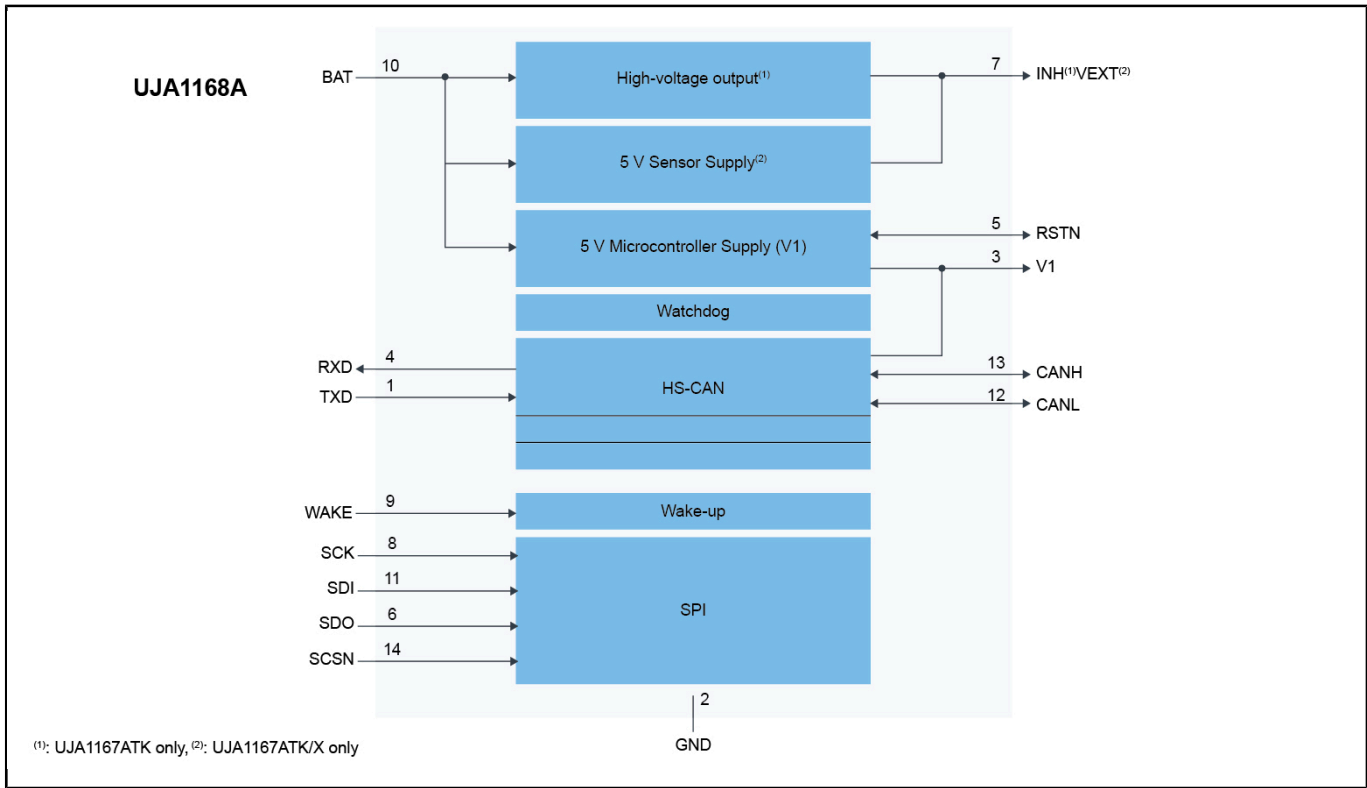 UJA1168A
BAT 10 High-voltage output⁽¹⁾ 7 INH⁽¹⁾VEXT⁽²⁾
5 V Sensor Supply⁽²⁾
5 V Microcontroller Supply (V1) 5 RSTN
3 V1
Watchdog
RXD 4
TXD 1
HS-CAN
13 CANH
12 CANL
WAKE 9 Wake-up
SCK 8
SDI 11
SDO 6
SCSN 14
SPI
2
GND
⁽¹⁾: UJA1167ATK only, ⁽²⁾: UJA1167ATK/X only